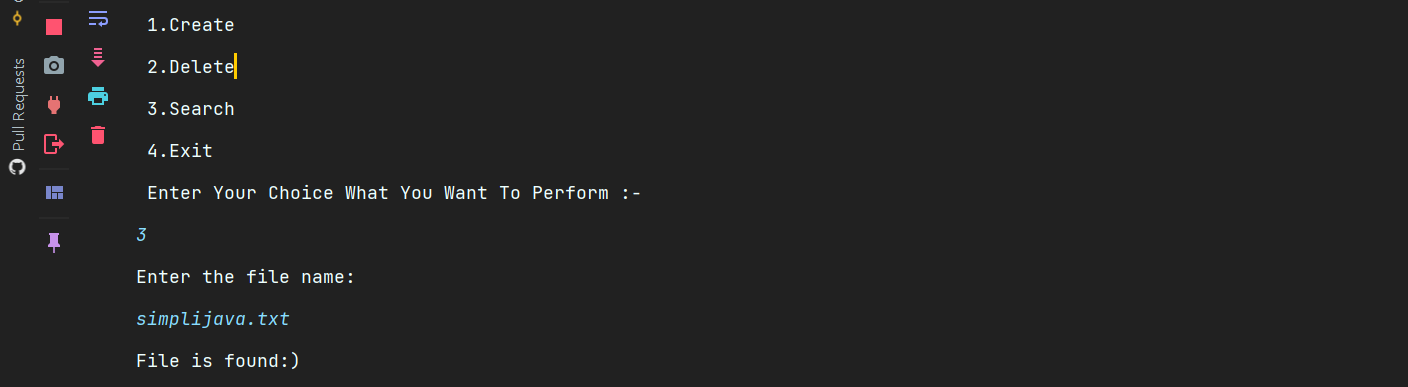 Pull Requests
1.Create
2.Delete
3.Search
4.Exit
Enter Your Choice What You Want To Perform :-
3
Enter the file name:
simplijava.txt
File is found:)